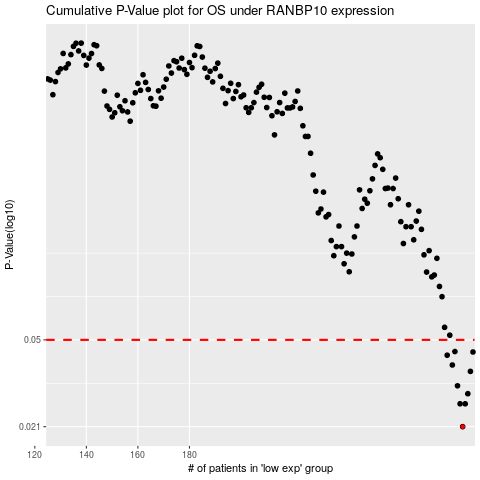 Cumulative P-Value plot for OS under RANBP10 expression
P-Value(log10)
0.05
0.021
120 140 160 180
# of patients in 'low exp' group